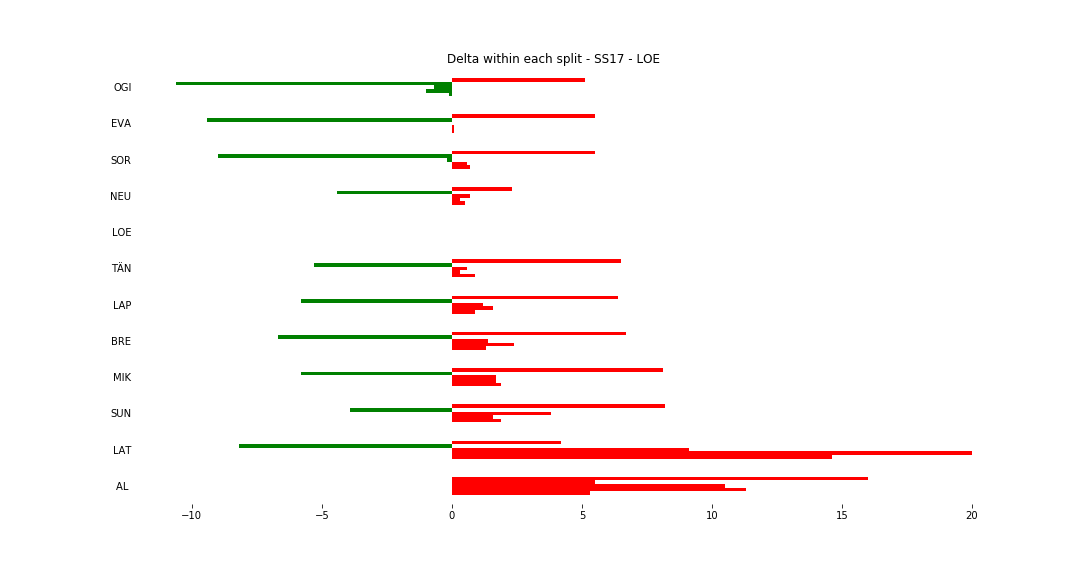 Delta within each split - SS17 - LOE
OGI
EVA
SOR
NEU
LOE
TÄN
LAP
BRE
MIK
SUN
LAT
AL
−10 −5 0 5 10 15 20